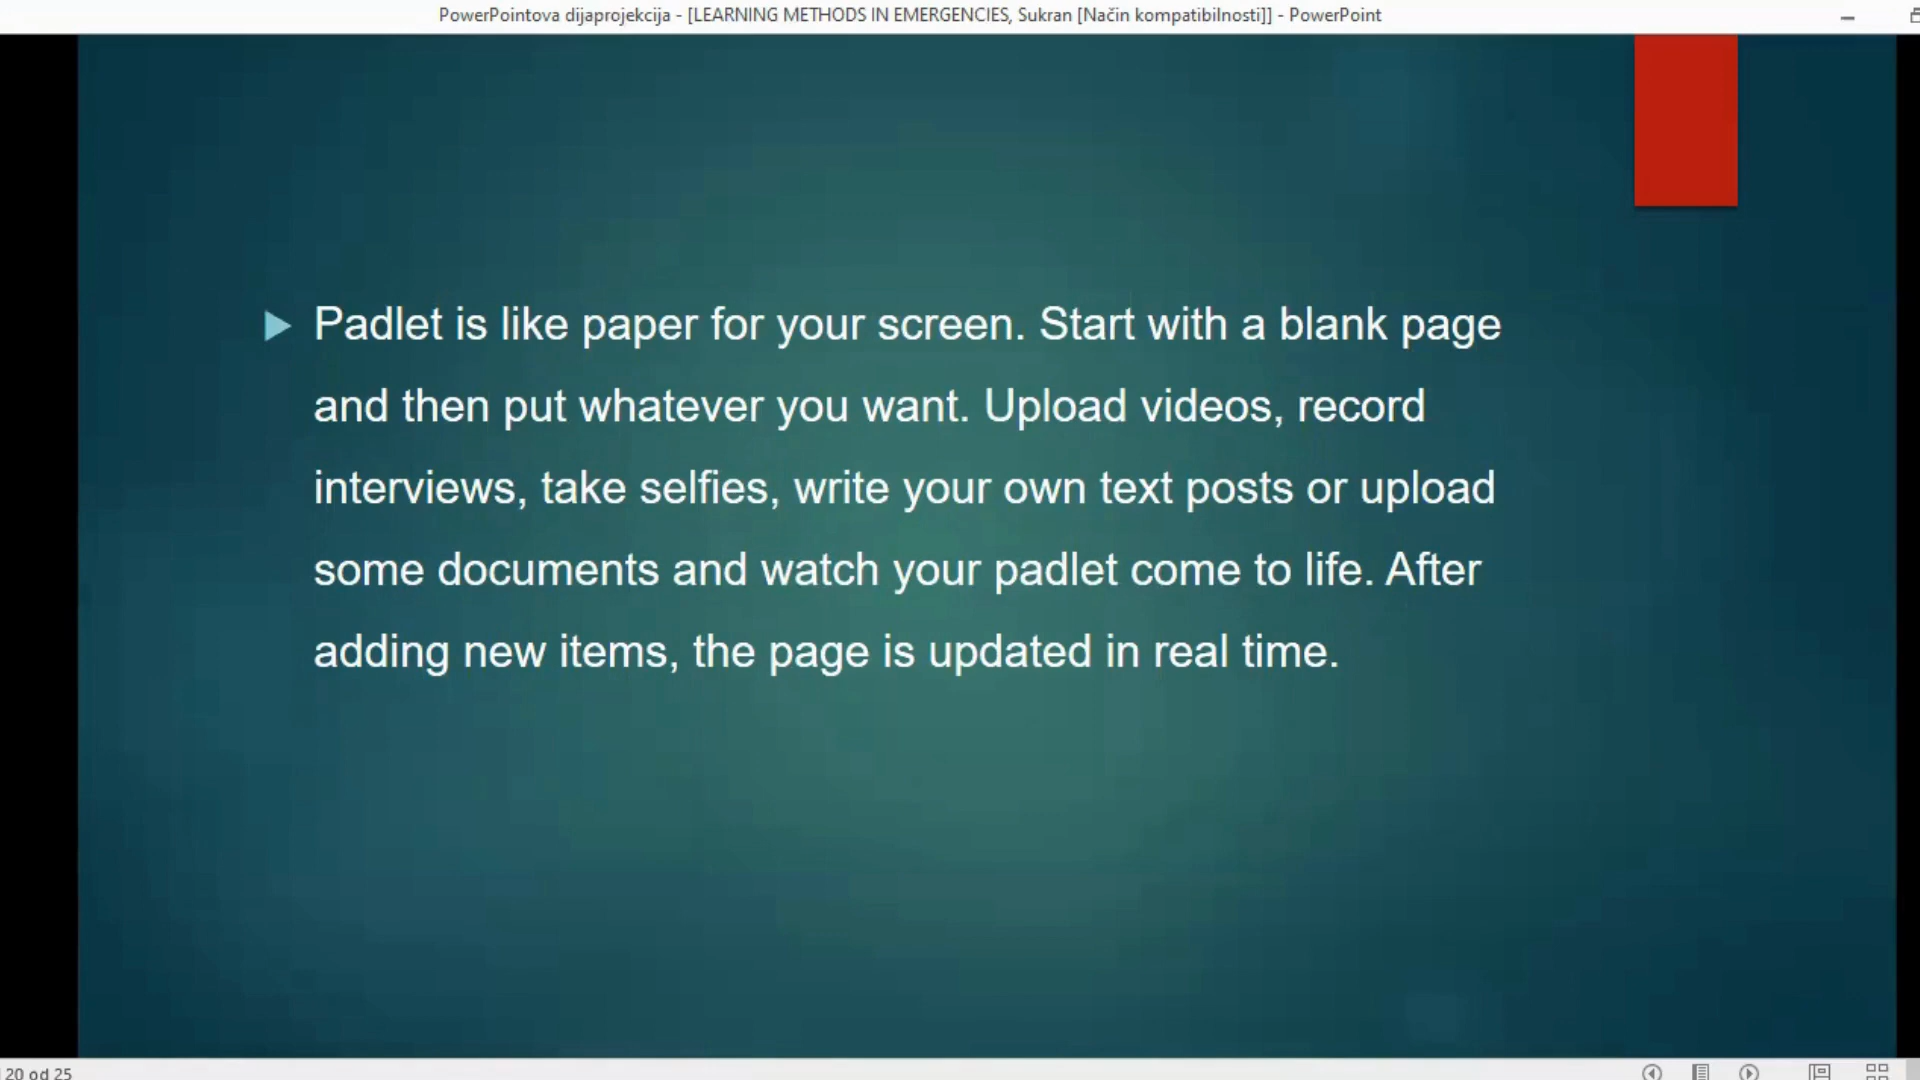 PowerPointova dijaprojekcija - [LEARNING METHODS IN EMERGENCIES, Sukran [Način kompatibilnosti]] - PowerPoint
Padlet is like paper for your screen. Start with a blank page
and then put whatever you want. Upload videos, record
interviews, take selfies, write your own text posts or upload
some documents and watch your padlet come to life. After
adding new items, the page is updated in real time.
20 od 25